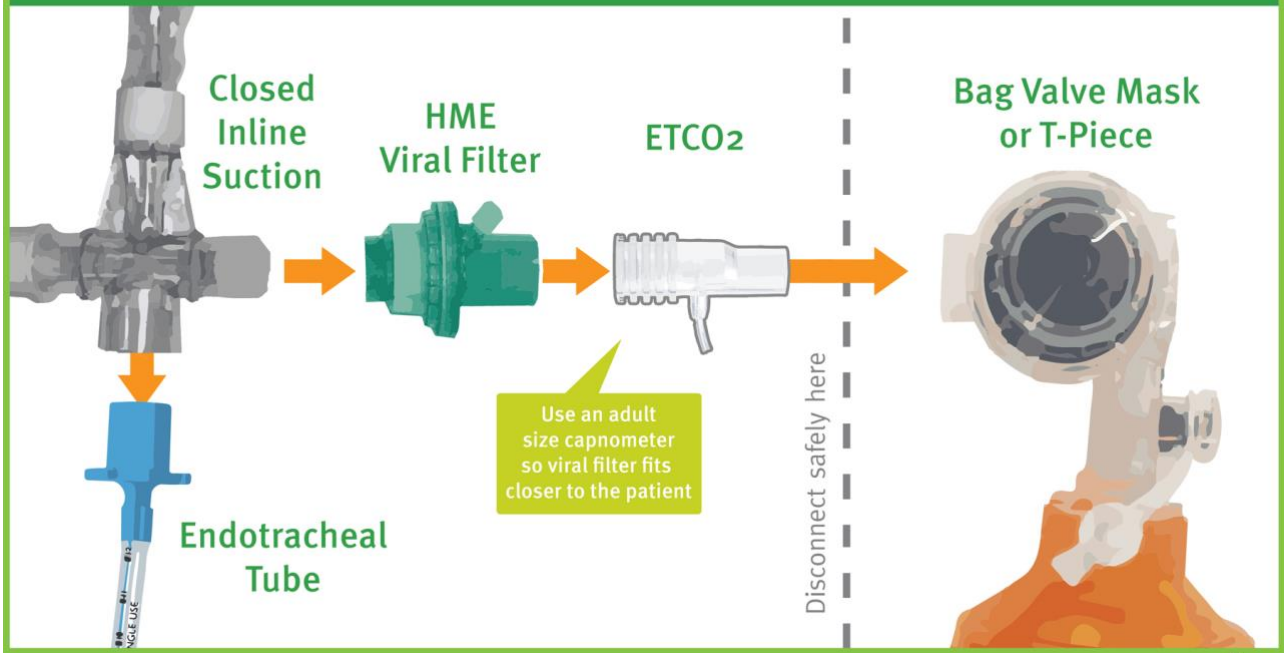 Closed
Inline
Suction
HME
Viral Filter
ETCO2
Bag Valve Mask
or T-Piece
Use an adult
size capnometer
so viral filter fits
closer to the patient
Disconnect safely here
Endotracheal
Tube